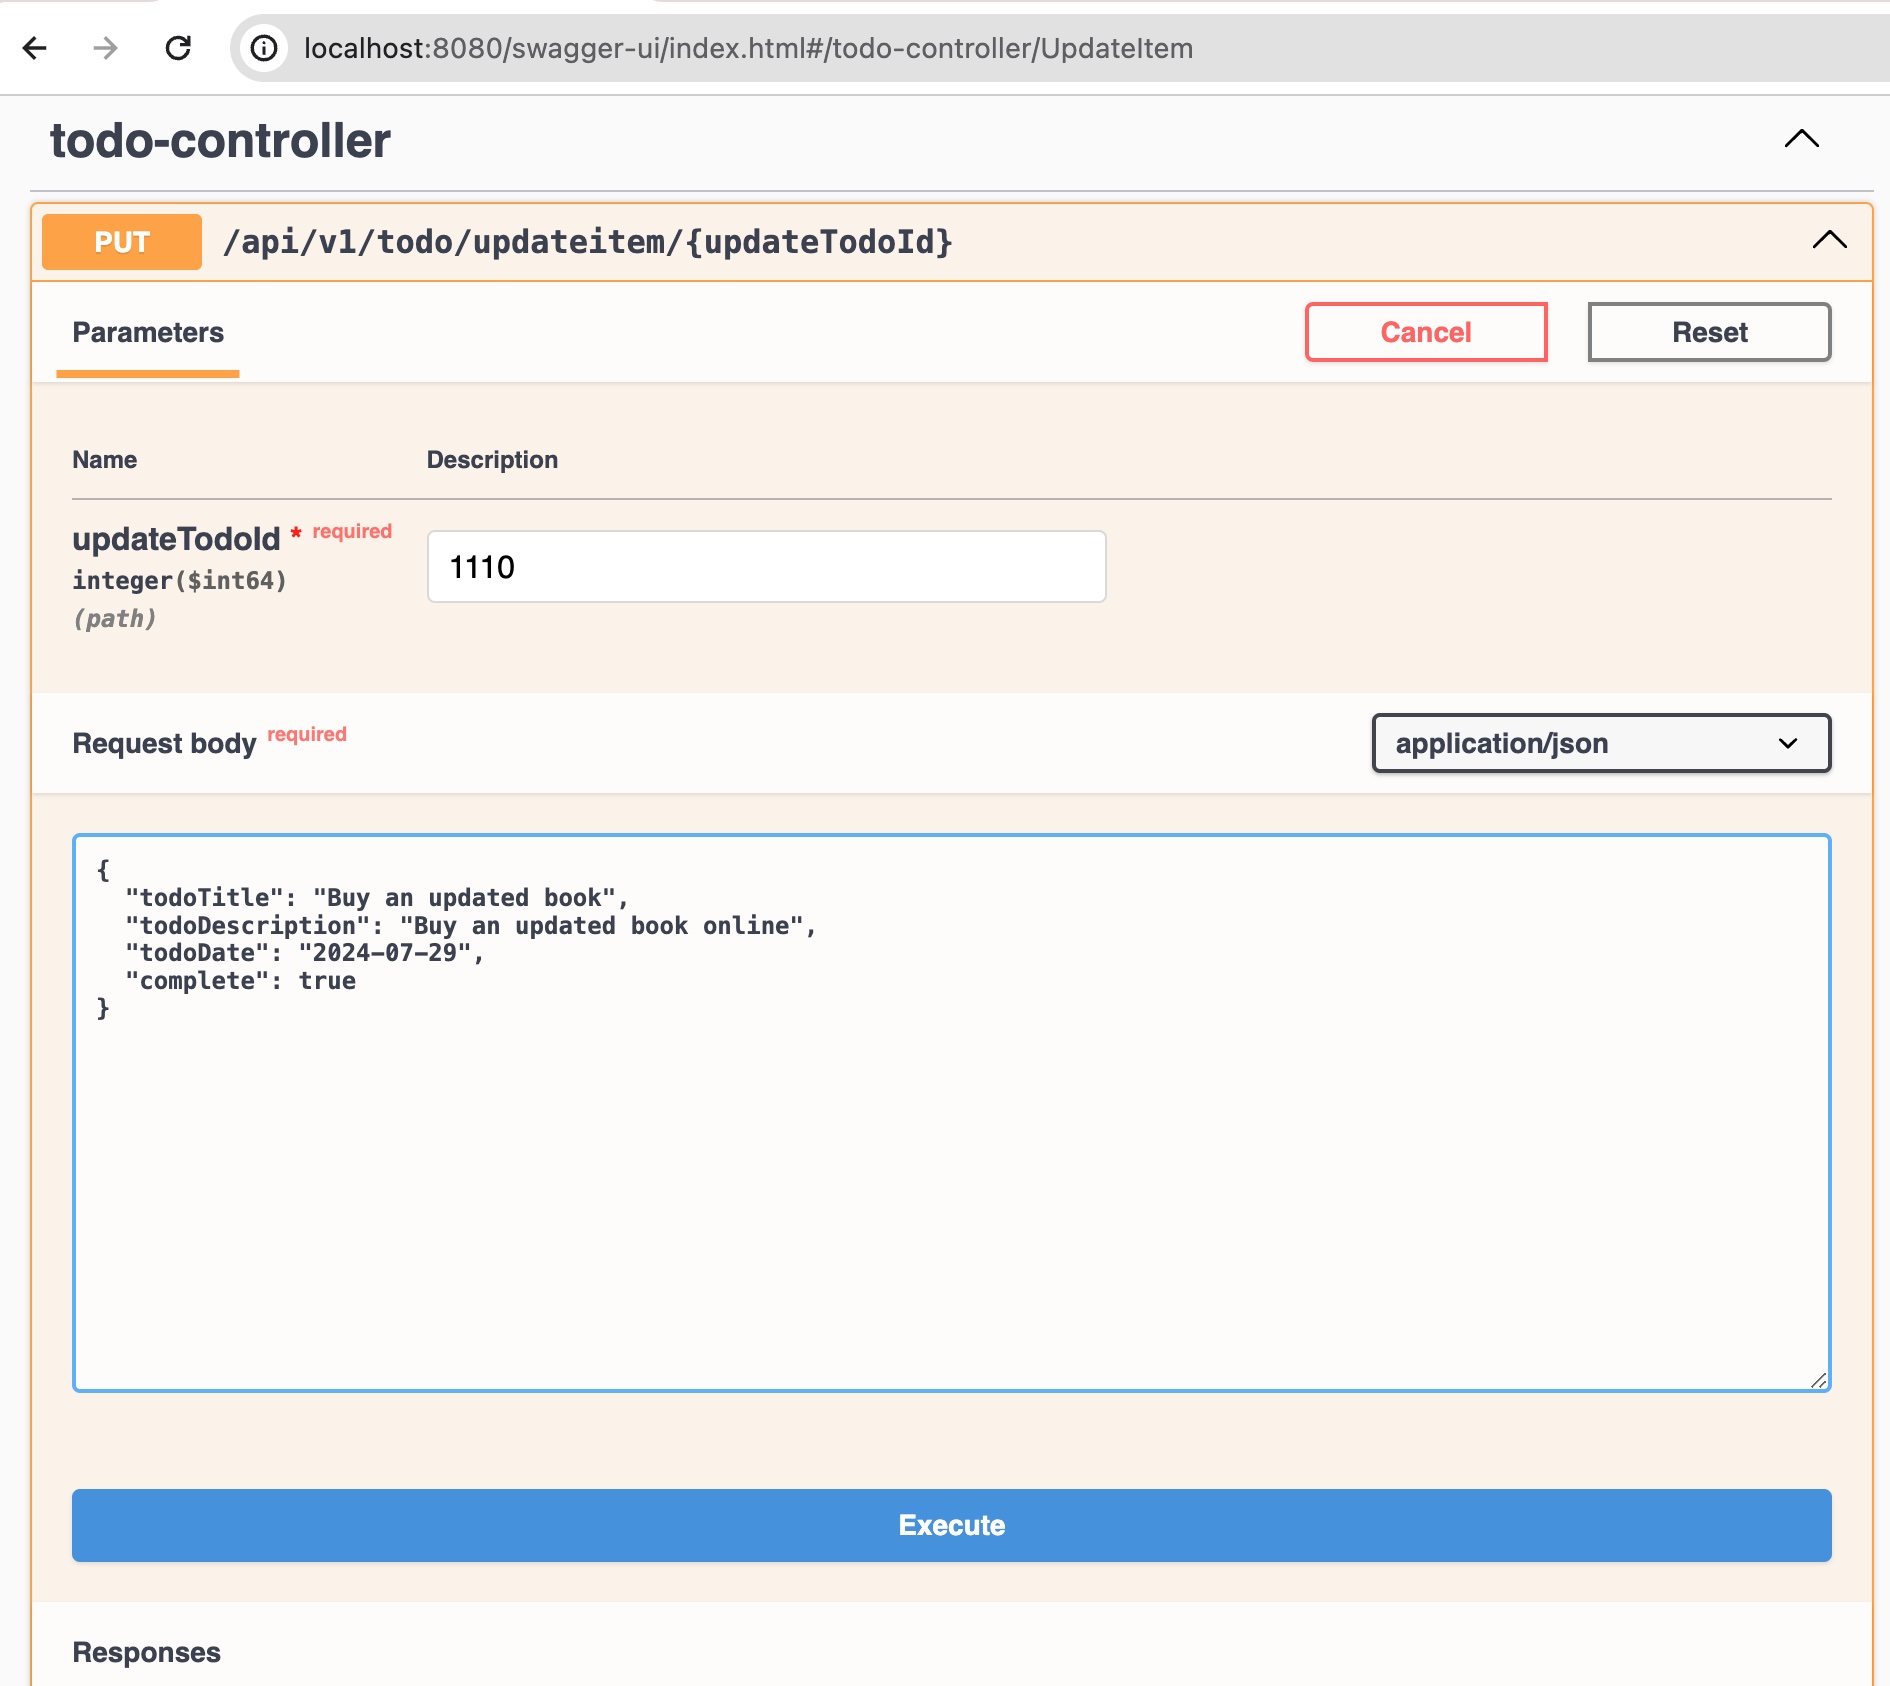 localhost:8080/swagger-ui/index.html#/todo-controller/UpdateItem
todo-controller
PUT /api/v1/todo/updateitem/{updateTodoId}
Parameters Cancel Reset
Name Description
updateTodoId * required
integer($int64)
(path)
1110
Request body required application/json
{
  "todoTitle": "Buy an updated book",
  "todoDescription": "Buy an updated book online",
  "todoDate": "2024-07-29",
  "complete": true
}
Execute
Responses